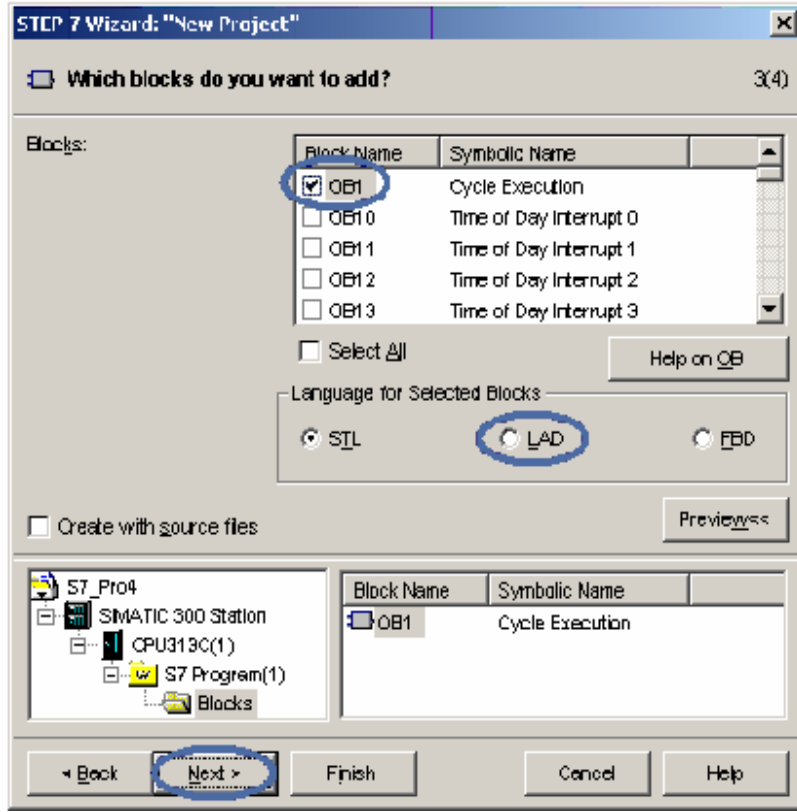 STEP 7 Wizard: "New Project"
Which blocks do you want to add? 3(4)
Blocks:
Block Name Symbolic Name
OB1 Cycle Execution
OB10 Time of Day Interrupt 0
OB11 Time of Day Interrupt 1
OB12 Time of Day Interrupt 2
OB13 Time of Day Interrupt 3
Select All
Help on OB
Language for Selected Blocks
STL LAD FBD
Create with source files
Preview<<
S7_Pro4
SIMATIC 300 Station
CPU313C(1)
S7 Program(1)
Blocks
Block Name Symbolic Name
OB1 Cycle Execution
< Back Next > Finish Cancel Help